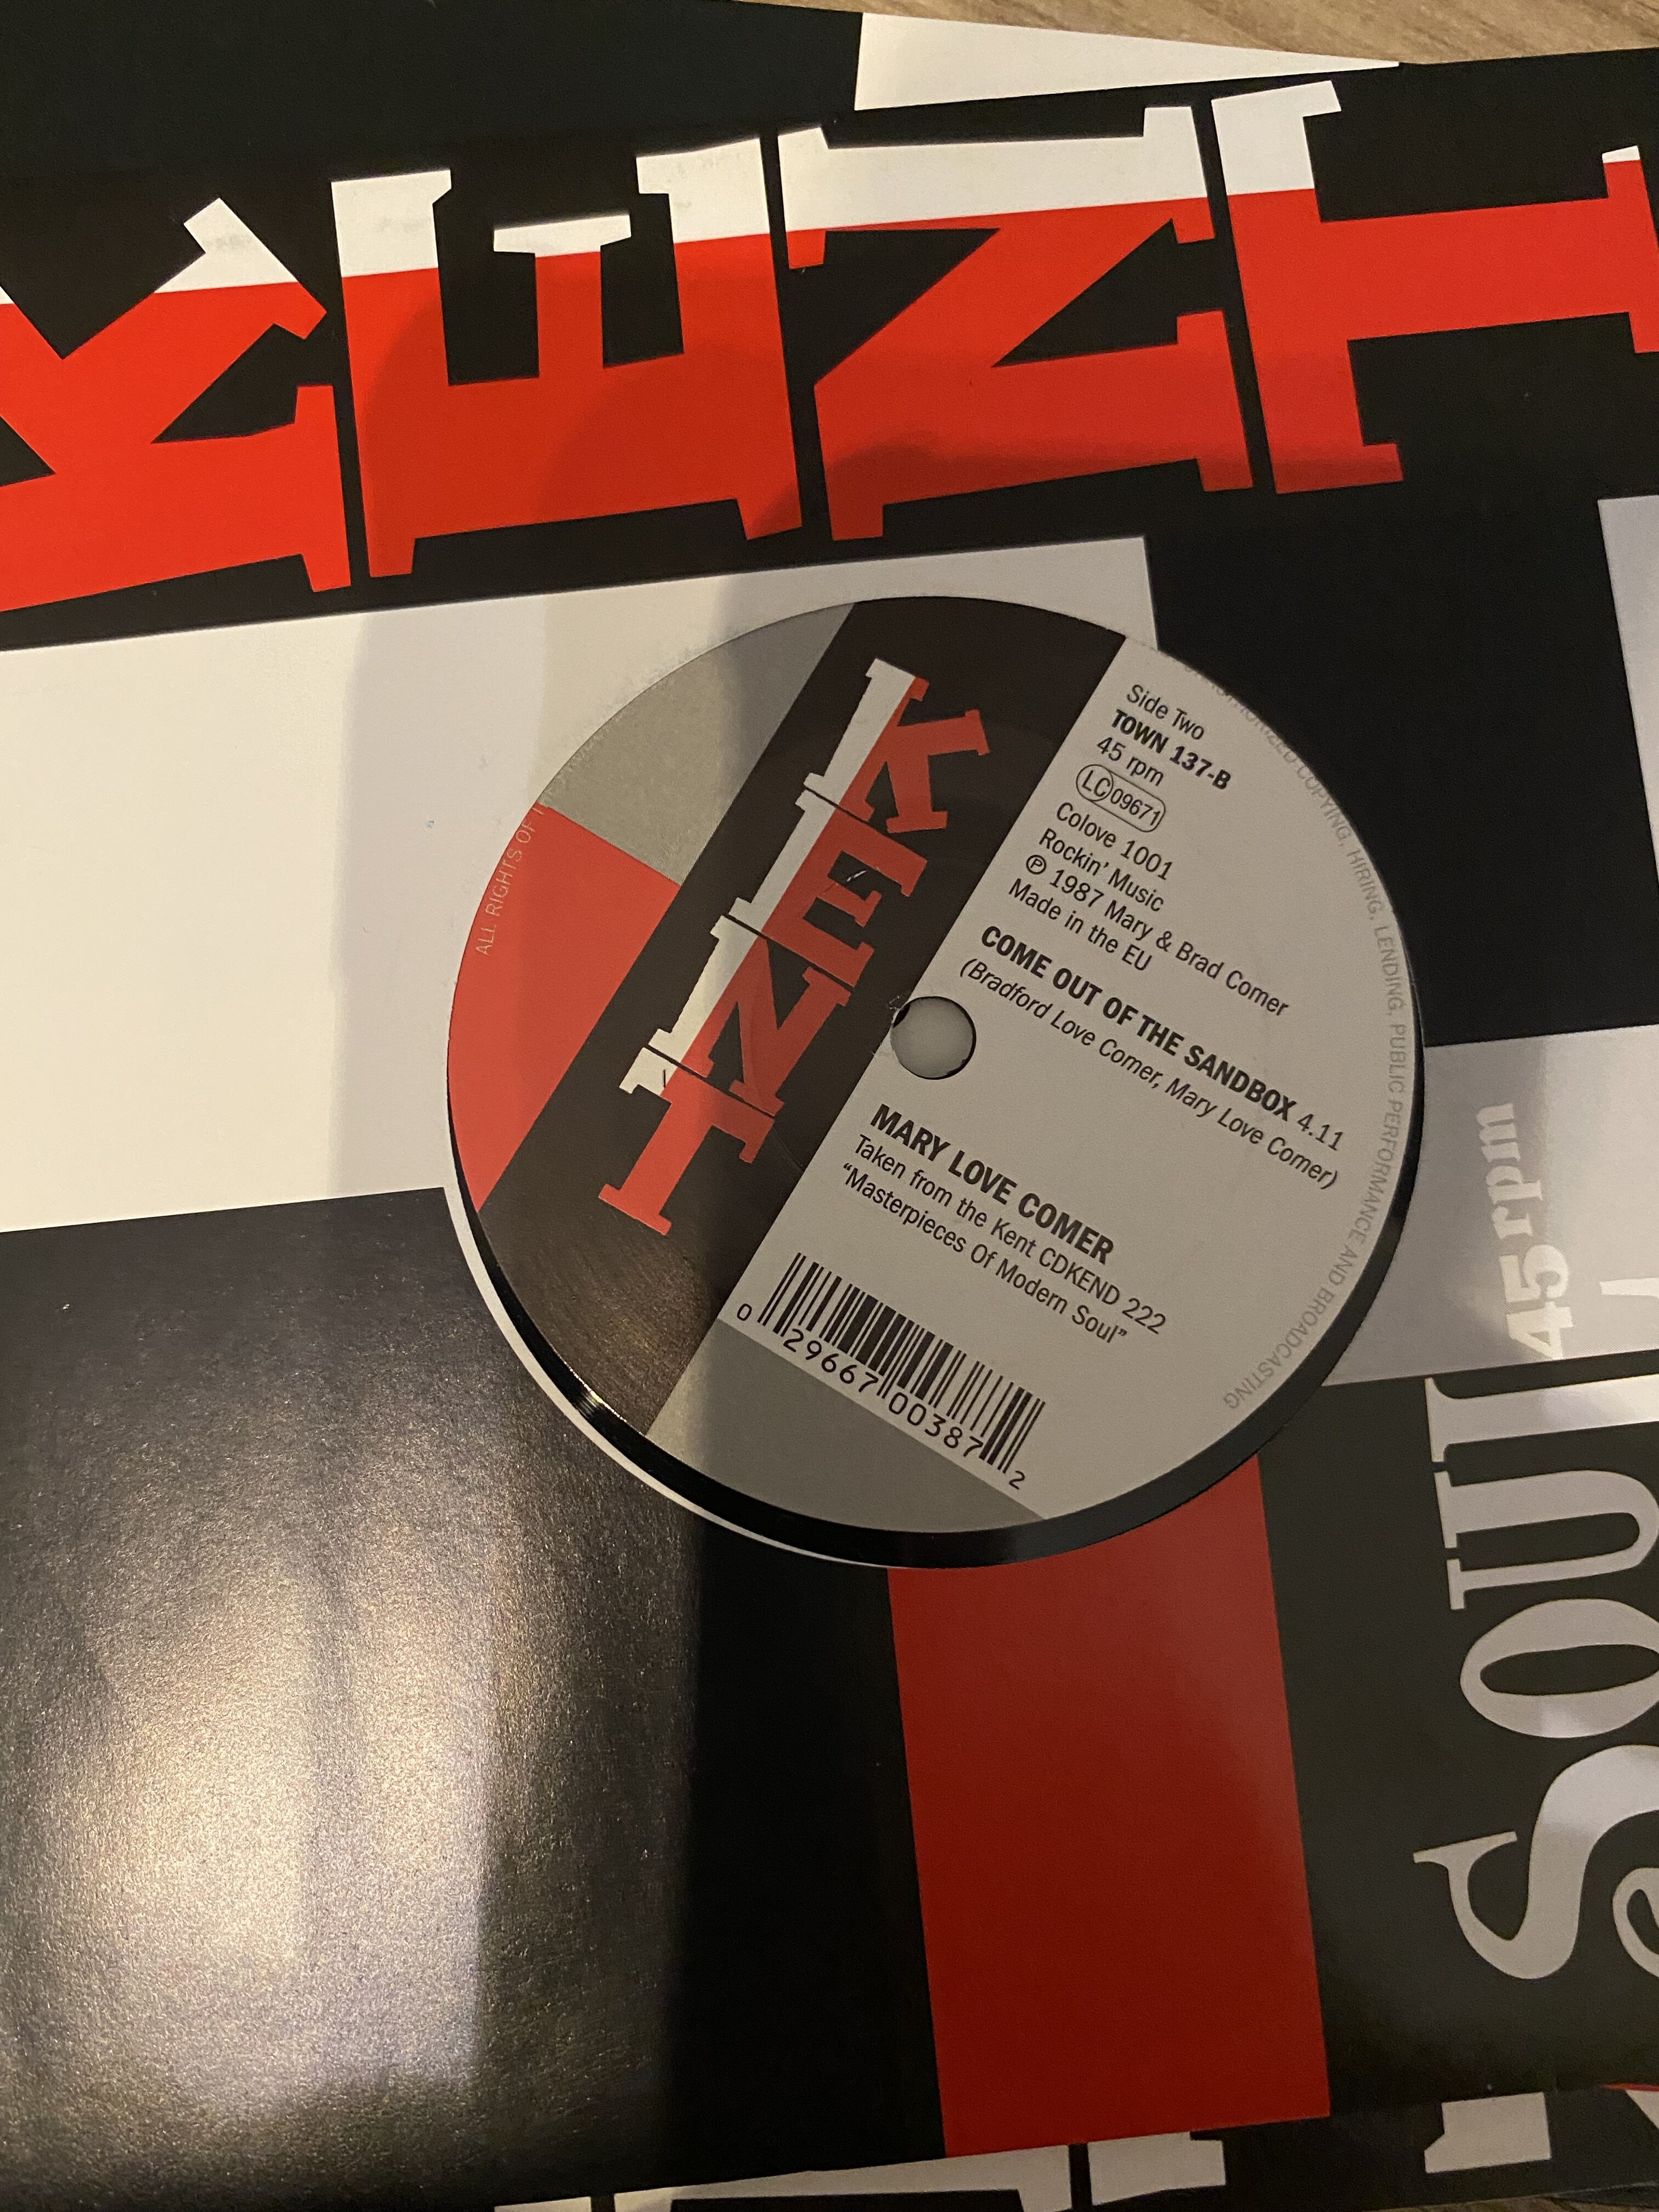 KENT
KENT
Side Two
TOWN 137-B
45 rpm
LC 09671
Colove 1001
Rockin' Music
℗ 1987 Mary & Brad Comer
Made in the EU
COME OUT OF THE SANDBOX 4.11
(Bradford Love Comer, Mary Love Comer)
MARY LOVE COMER
Taken from the Kent CDKEND 222
"Masterpieces Of Modern Soul"
0 29667 00387 2
ALL RIGHTS OF
COPYING, HIRING, LENDING, PUBLIC PERFORMANCE AND BROADCASTING
45 rpm